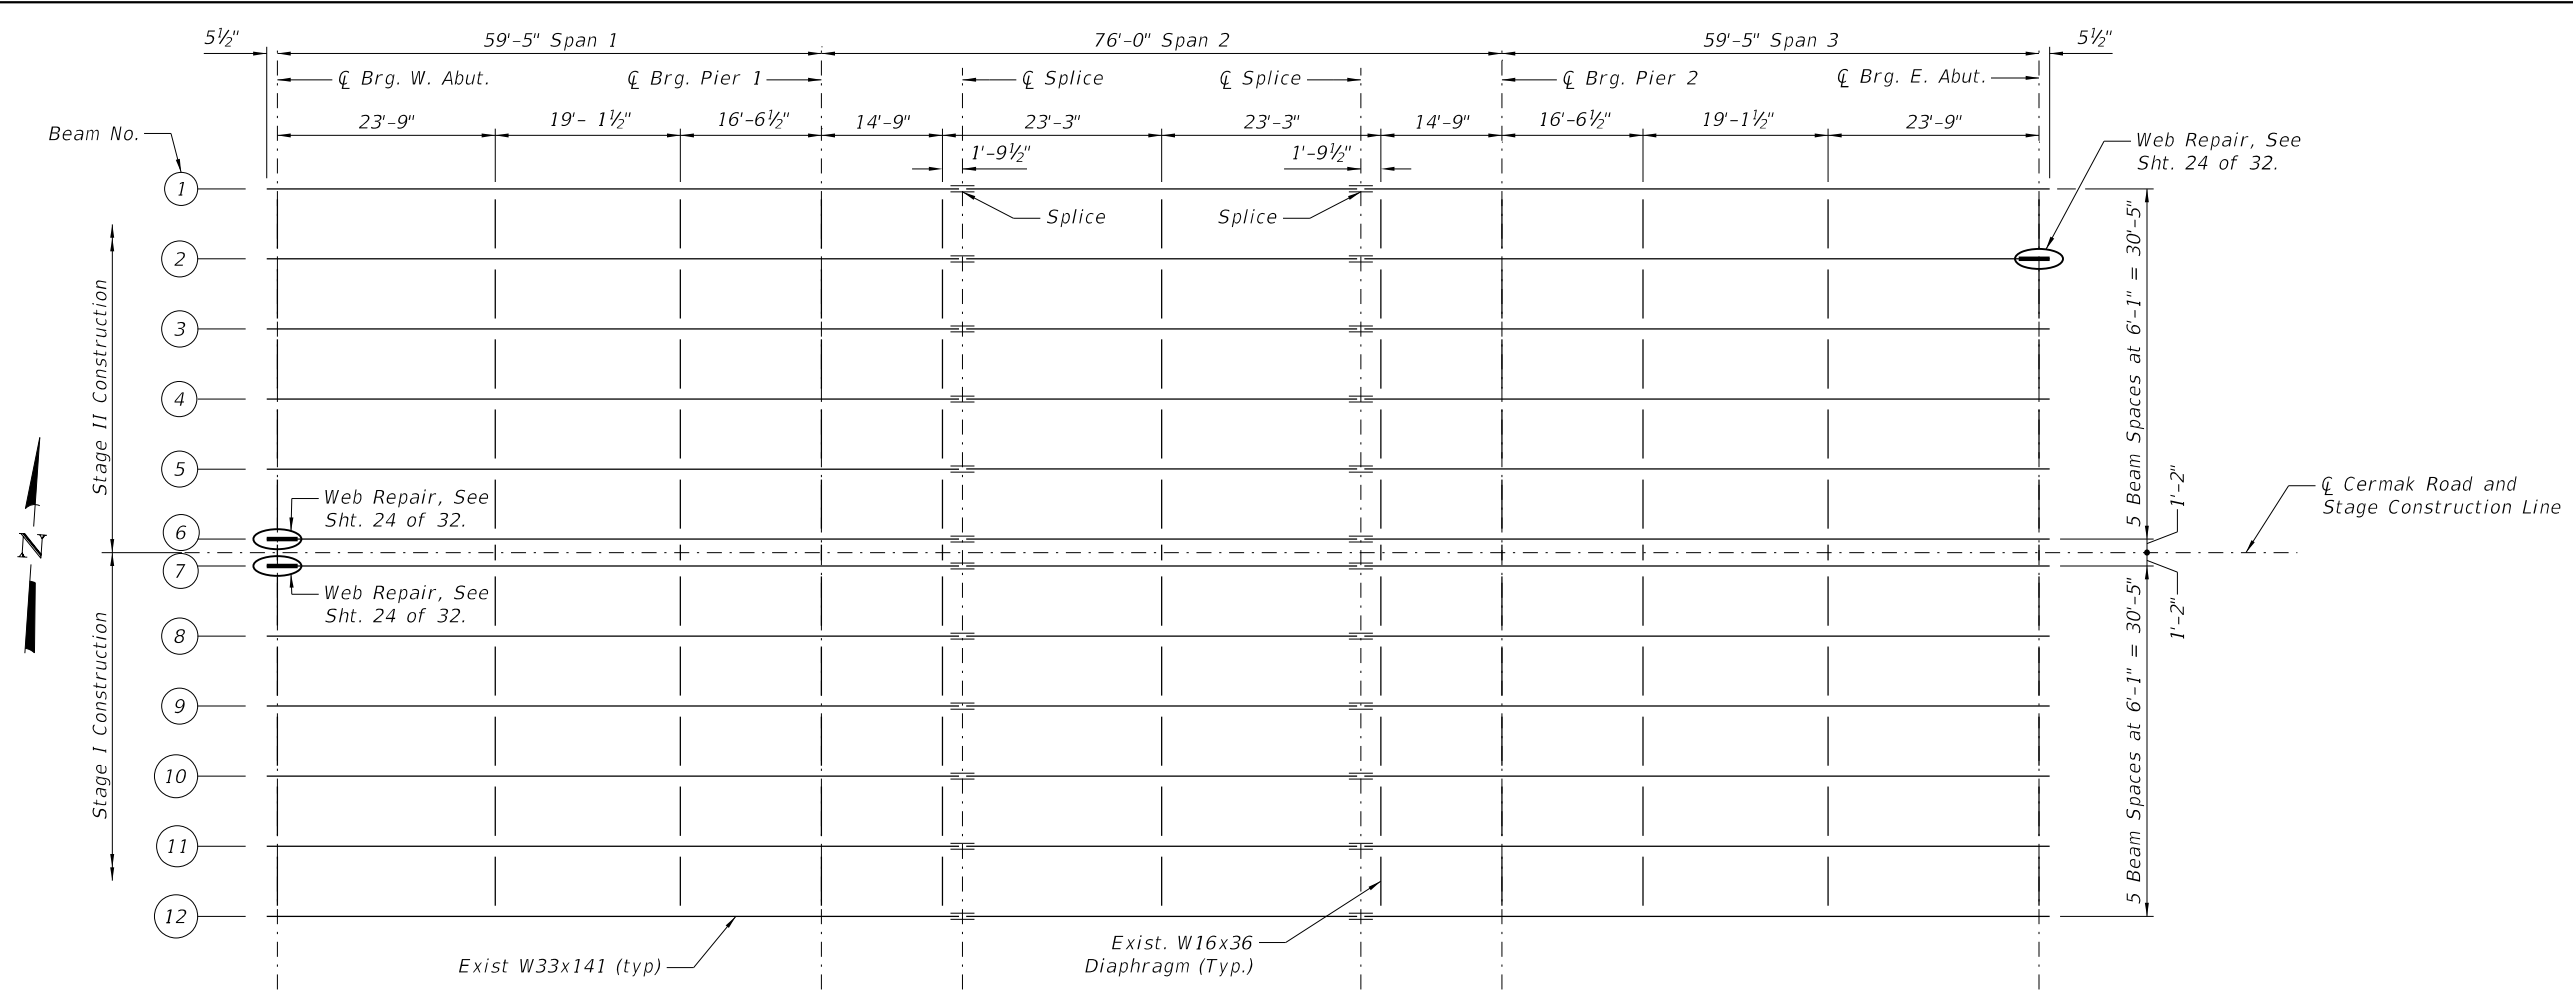 5½"
59'-5" Span 1
76'-0" Span 2
59'-5" Span 3
5½"
℄ Brg. W. Abut.
℄ Brg. Pier 1
℄ Splice
℄ Splice
℄ Brg. Pier 2
℄ Brg. E. Abut.
23'-9"
19'- 1½"
16'-6½"
14'-9"
23'-3"
23'-3"
14'-9"
16'-6½"
19'-1½"
23'-9"
Beam No.
1'-9½"
1'-9½"
Web Repair, See
Sht. 24 of 32.
1
Splice
Splice
2
3
4
5
6
7
8
9
10
11
12
Stage II Construction
Stage I Construction
N
Web Repair, See
Sht. 24 of 32.
Web Repair, See
Sht. 24 of 32.
5 Beam Spaces at 6'-1" = 30'-5"
1'-2"
1'-2"
5 Beam Spaces at 6'-1" = 30'-5"
℄ Cermak Road and
Stage Construction Line
Exist W33x141 (typ)
Exist. W16x36
Diaphragm (Typ.)